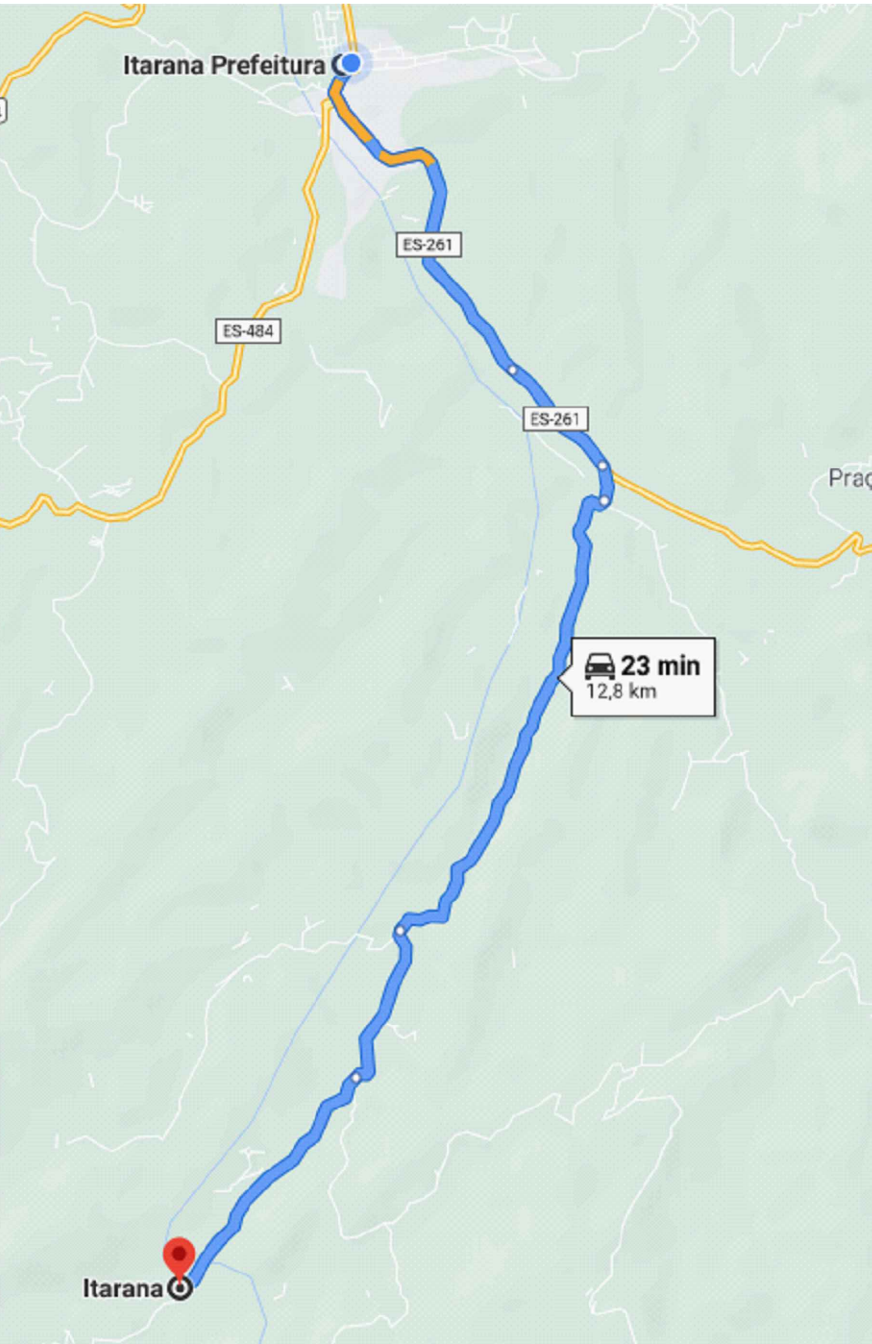 Itarana Prefeitura
ES-261
ES-484
ES-261
Praç
23 min
12,8 km
Itarana